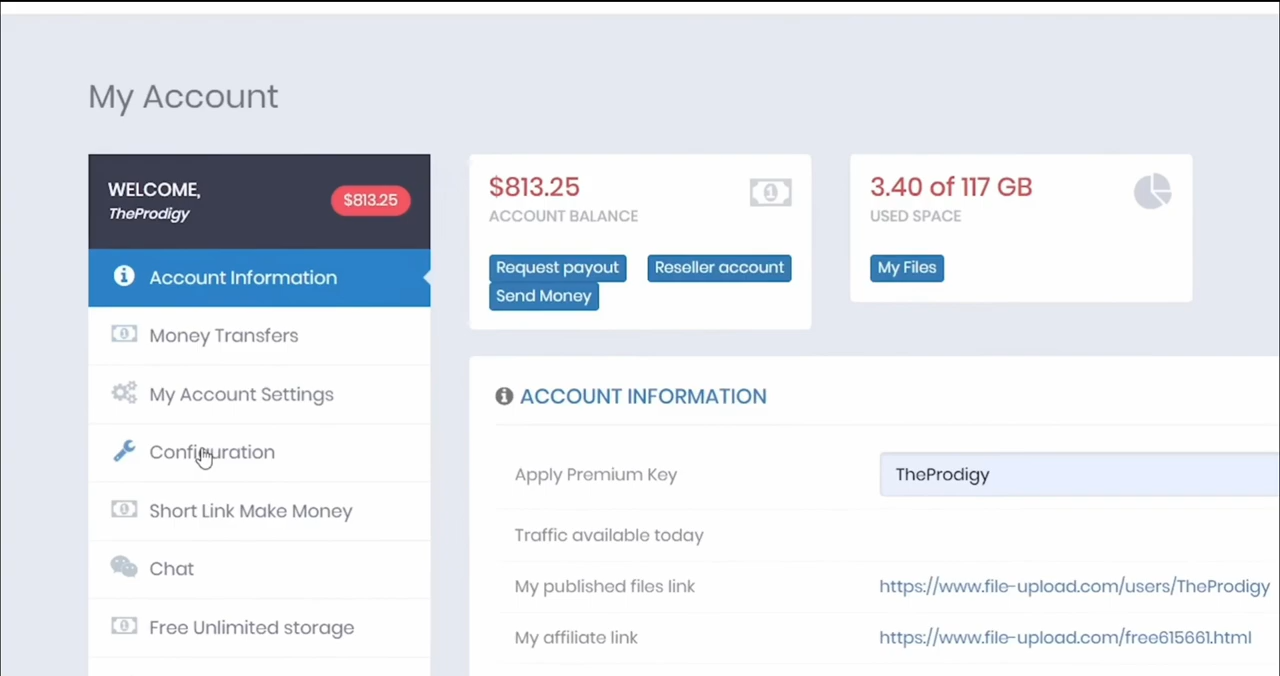 My Account
WELCOME,
TheProdigy
$813.25
Account Information
Money Transfers
My Account Settings
Configuration
Short Link Make Money
Chat
Free Unlimited storage
$813.25
ACCOUNT BALANCE
Request payout
Reseller account
Send Money
3.40 of 117 GB
USED SPACE
My Files
ACCOUNT INFORMATION
Apply Premium Key
TheProdigy
Traffic available today
My published files link
https://www.file-upload.com/users/TheProdigy
My affiliate link
https://www.file-upload.com/free615661.html